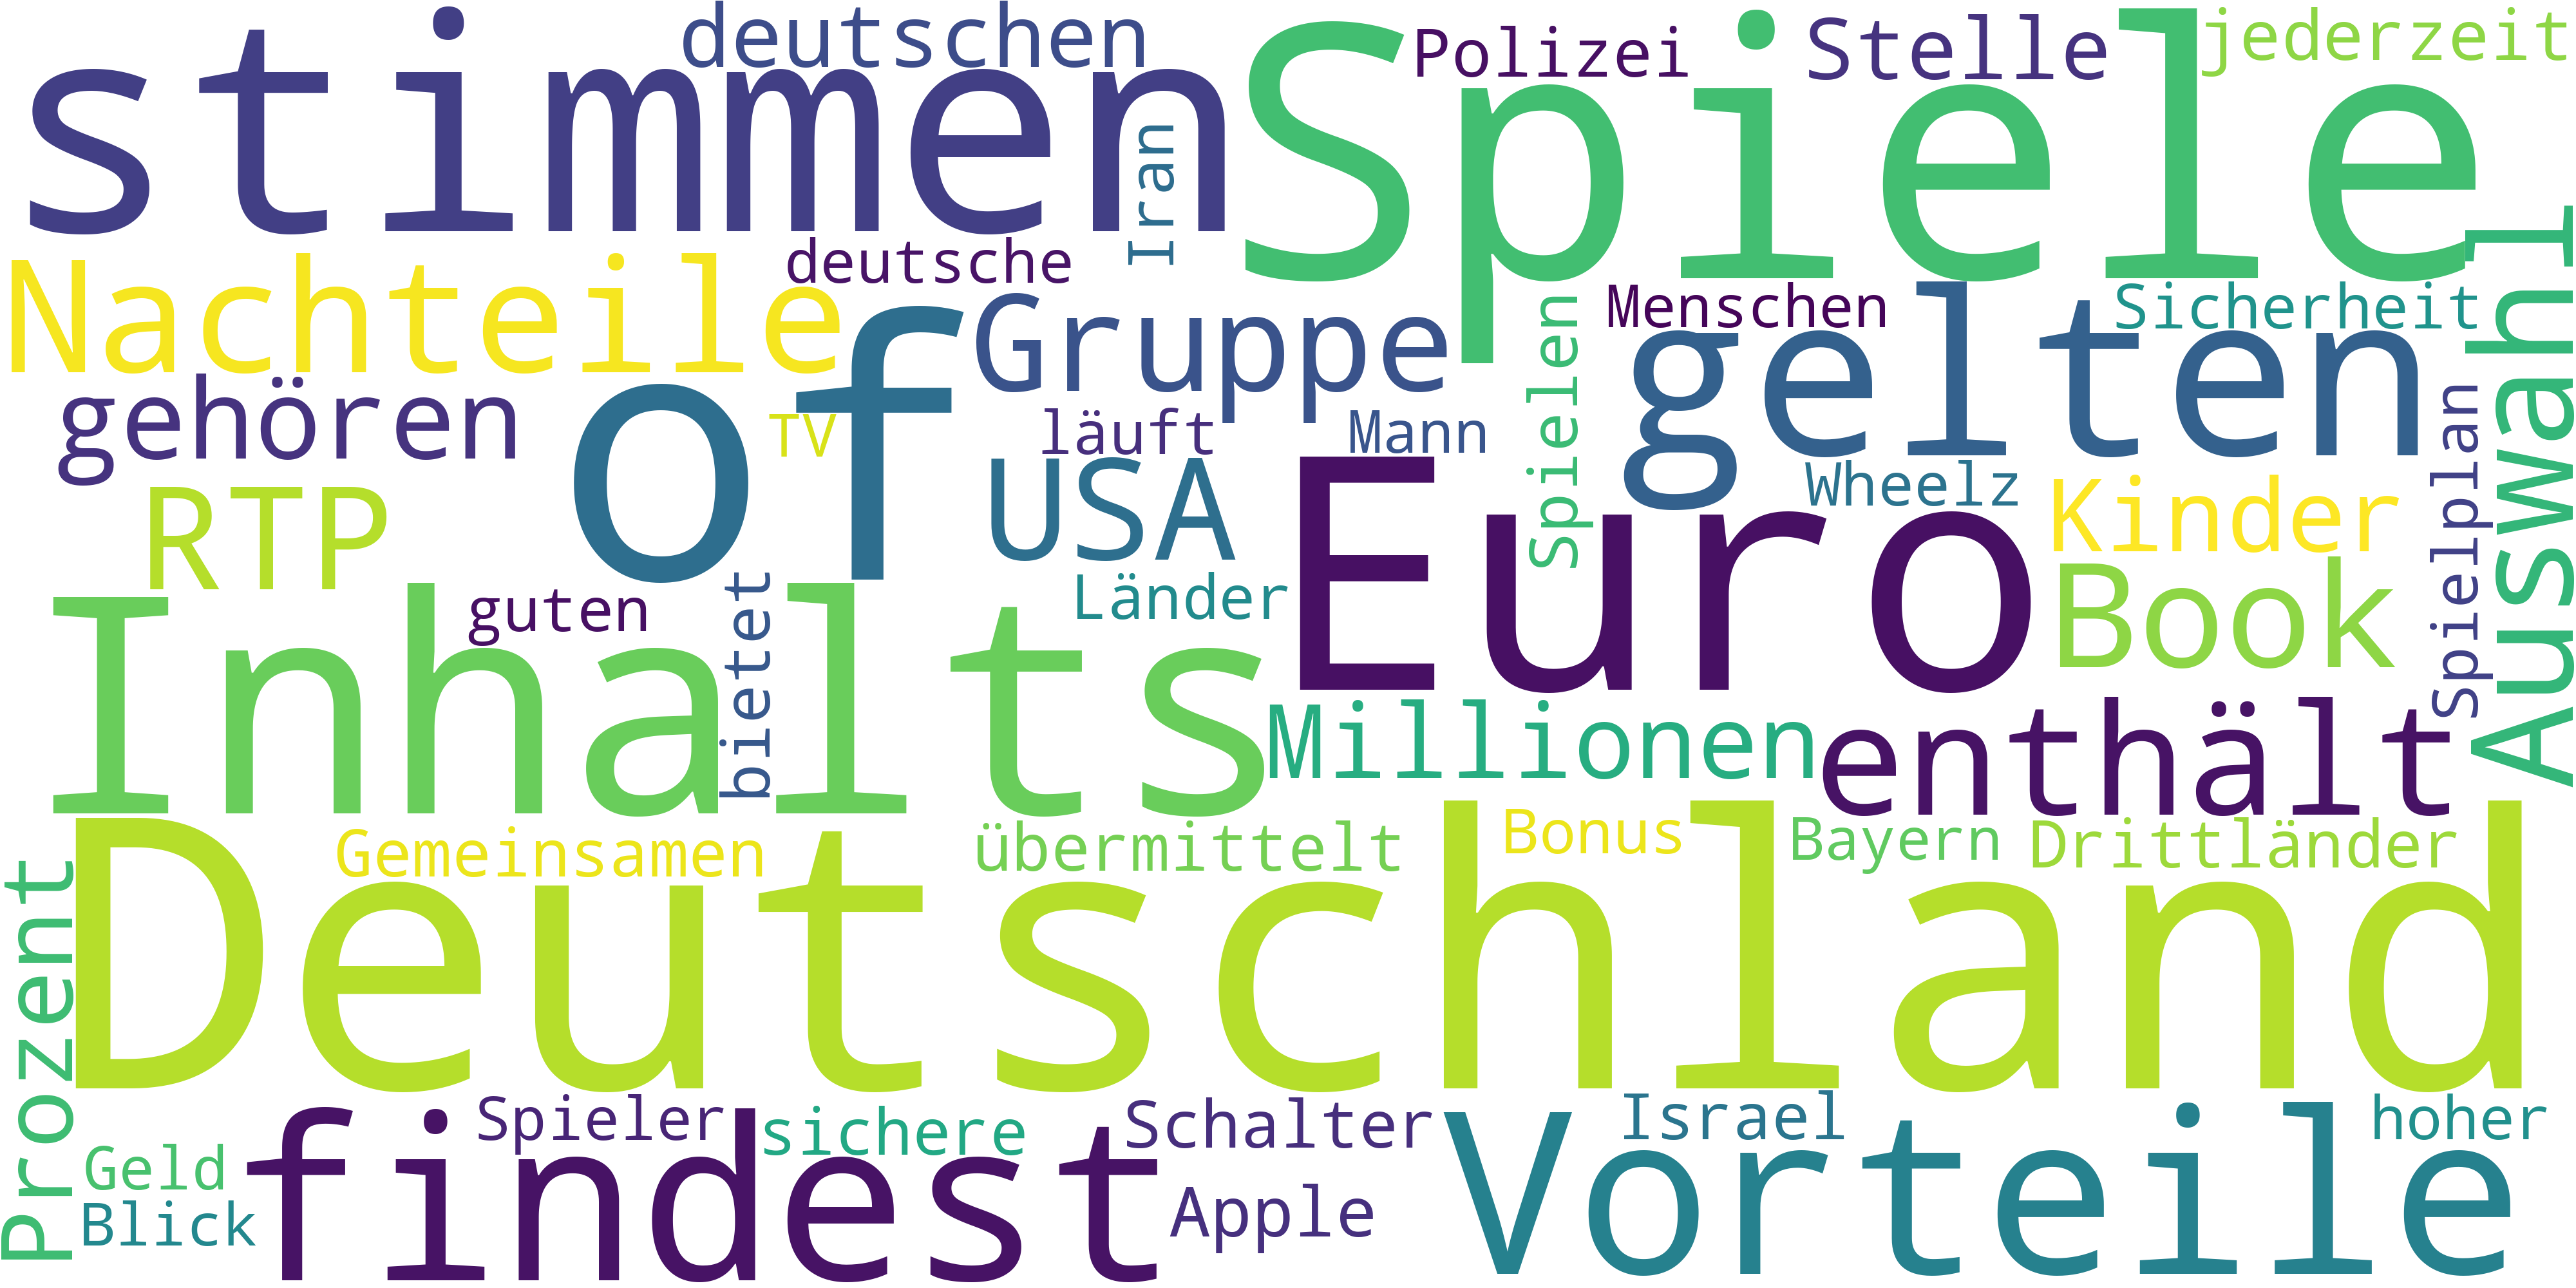 stimmen
deutschen
Spiele
Polizei
Stelle
jederzeit
Iran
Nachteile
deutsche
of
Gruppe
Spielen
Menschen
gelten
Sicherheit
Auswahl
gehören
TV
läuft
Mann
RTP
USA
Euro
Wheelz
Kinder
Spielplan
Book
Inhalts
guten
bietet
Länder
Millionen
enthält
Deutschland
Gemeinsamen
übermittelt
Bonus
Bayern
Drittländer
Prozent
findest
Spieler
sichere
Schalter
Vorteile
Israel
hoher
Geld
Blick
Apple